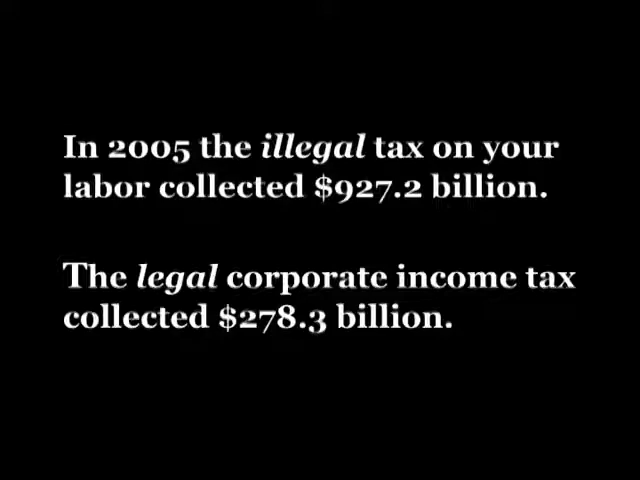 In 2005 the illegal tax on your
labor collected $927.2 billion.
The legal corporate income tax
collected $278.3 billion.